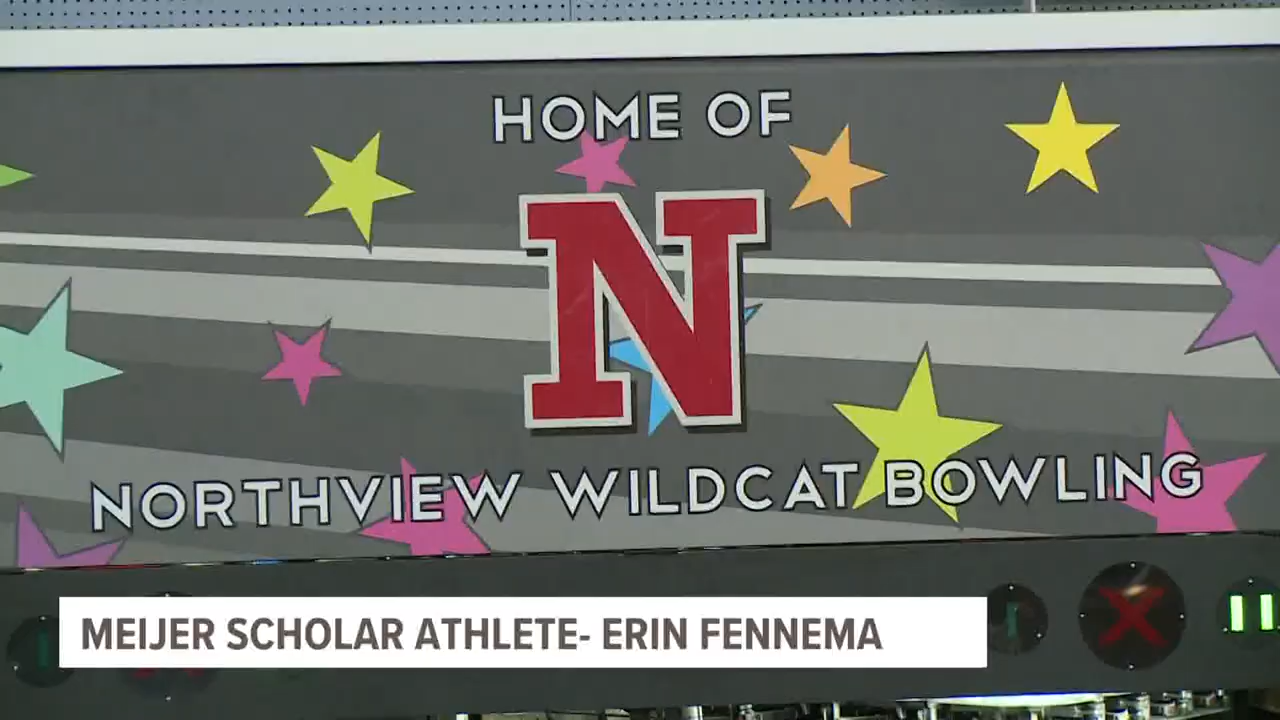 HOME OF
N
NORTHVIEW WILDCAT BOWLING
MEIJER SCHOLAR ATHLETE- ERIN FENNEMA